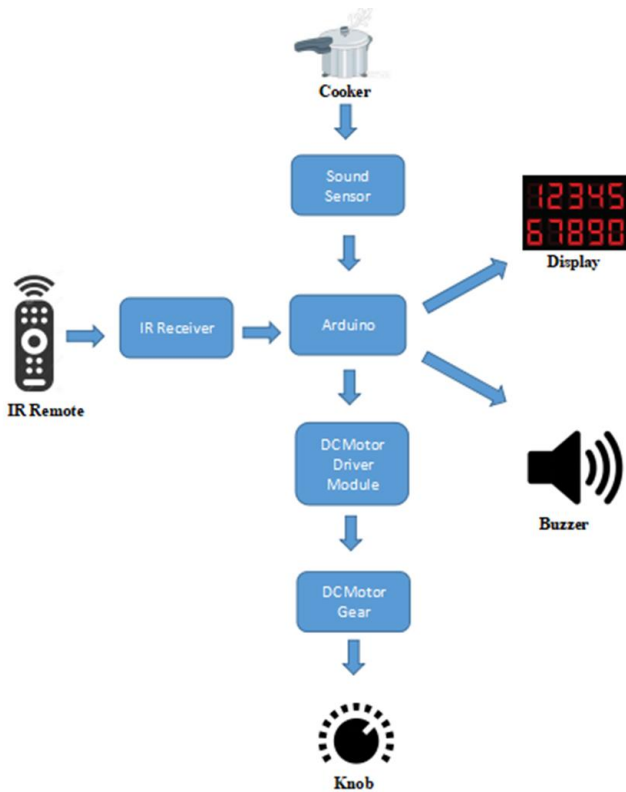 Cooker
Sound
Sensor
12345
67890
Display
IR Receiver
Arduino
IR Remote
DC Motor
Driver
Module
Buzzer
DC Motor
Gear
Knob